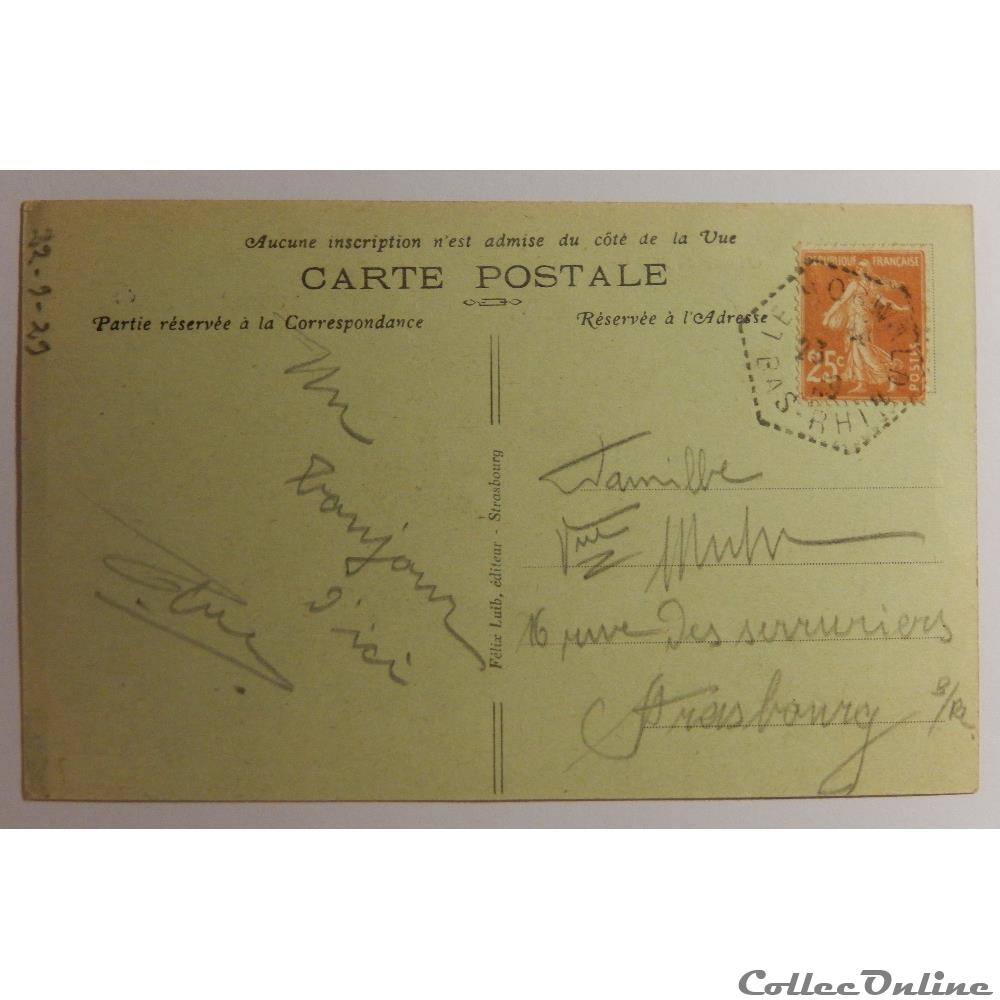 22-9-29
Aucune inscription n'est admise du côté de la Vue
CARTE POSTALE
Partie réservée à la Correspondance
Réservée à l'Adresse
RÉPUBLIQUE FRANÇAISE
25c
POSTES
BAS-RHIN
Un
bonjour
d'ici
Félix Luib, éditeur - Strasbourg
Famille
Vve
16 rue des serruriers
Strasbourg
CollecOnline